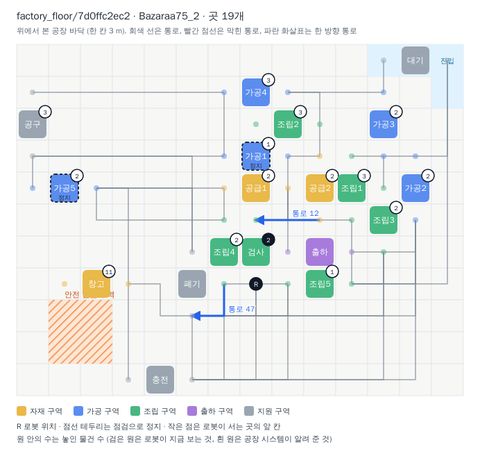 factory_floor/7d0ffc2ec2 · Bazaraa75_2 · 곳 19개
위에서 본 공장 바닥 (한 칸 3 m). 회색 선은 통로, 빨간 점선은 막힌 통로, 파란 화살표는 한 방향 통로
대기
진입
가공4 3
공구 3
조립2 3
가공3 2
가공1 1
정지
가공5 2
정지
공급1 2
공급2 2
조립1 3
가공2 2
통로 12
조립3 2
조립4 2
검사 2
출하
창고 11
안전
역
폐기
R
조립5 1
통로 47
충전
자재 구역
가공 구역
조립 구역
출하 구역
지원 구역
R 로봇 위치 · 점선 테두리는 점검으로 정지 · 작은 점은 로봇이 서는 곳의 앞 칸
원 안의 수는 놓인 물건 수 (검은 원은 로봇이 지금 보는 것, 흰 원은 공장 시스템이 알려 준 것)